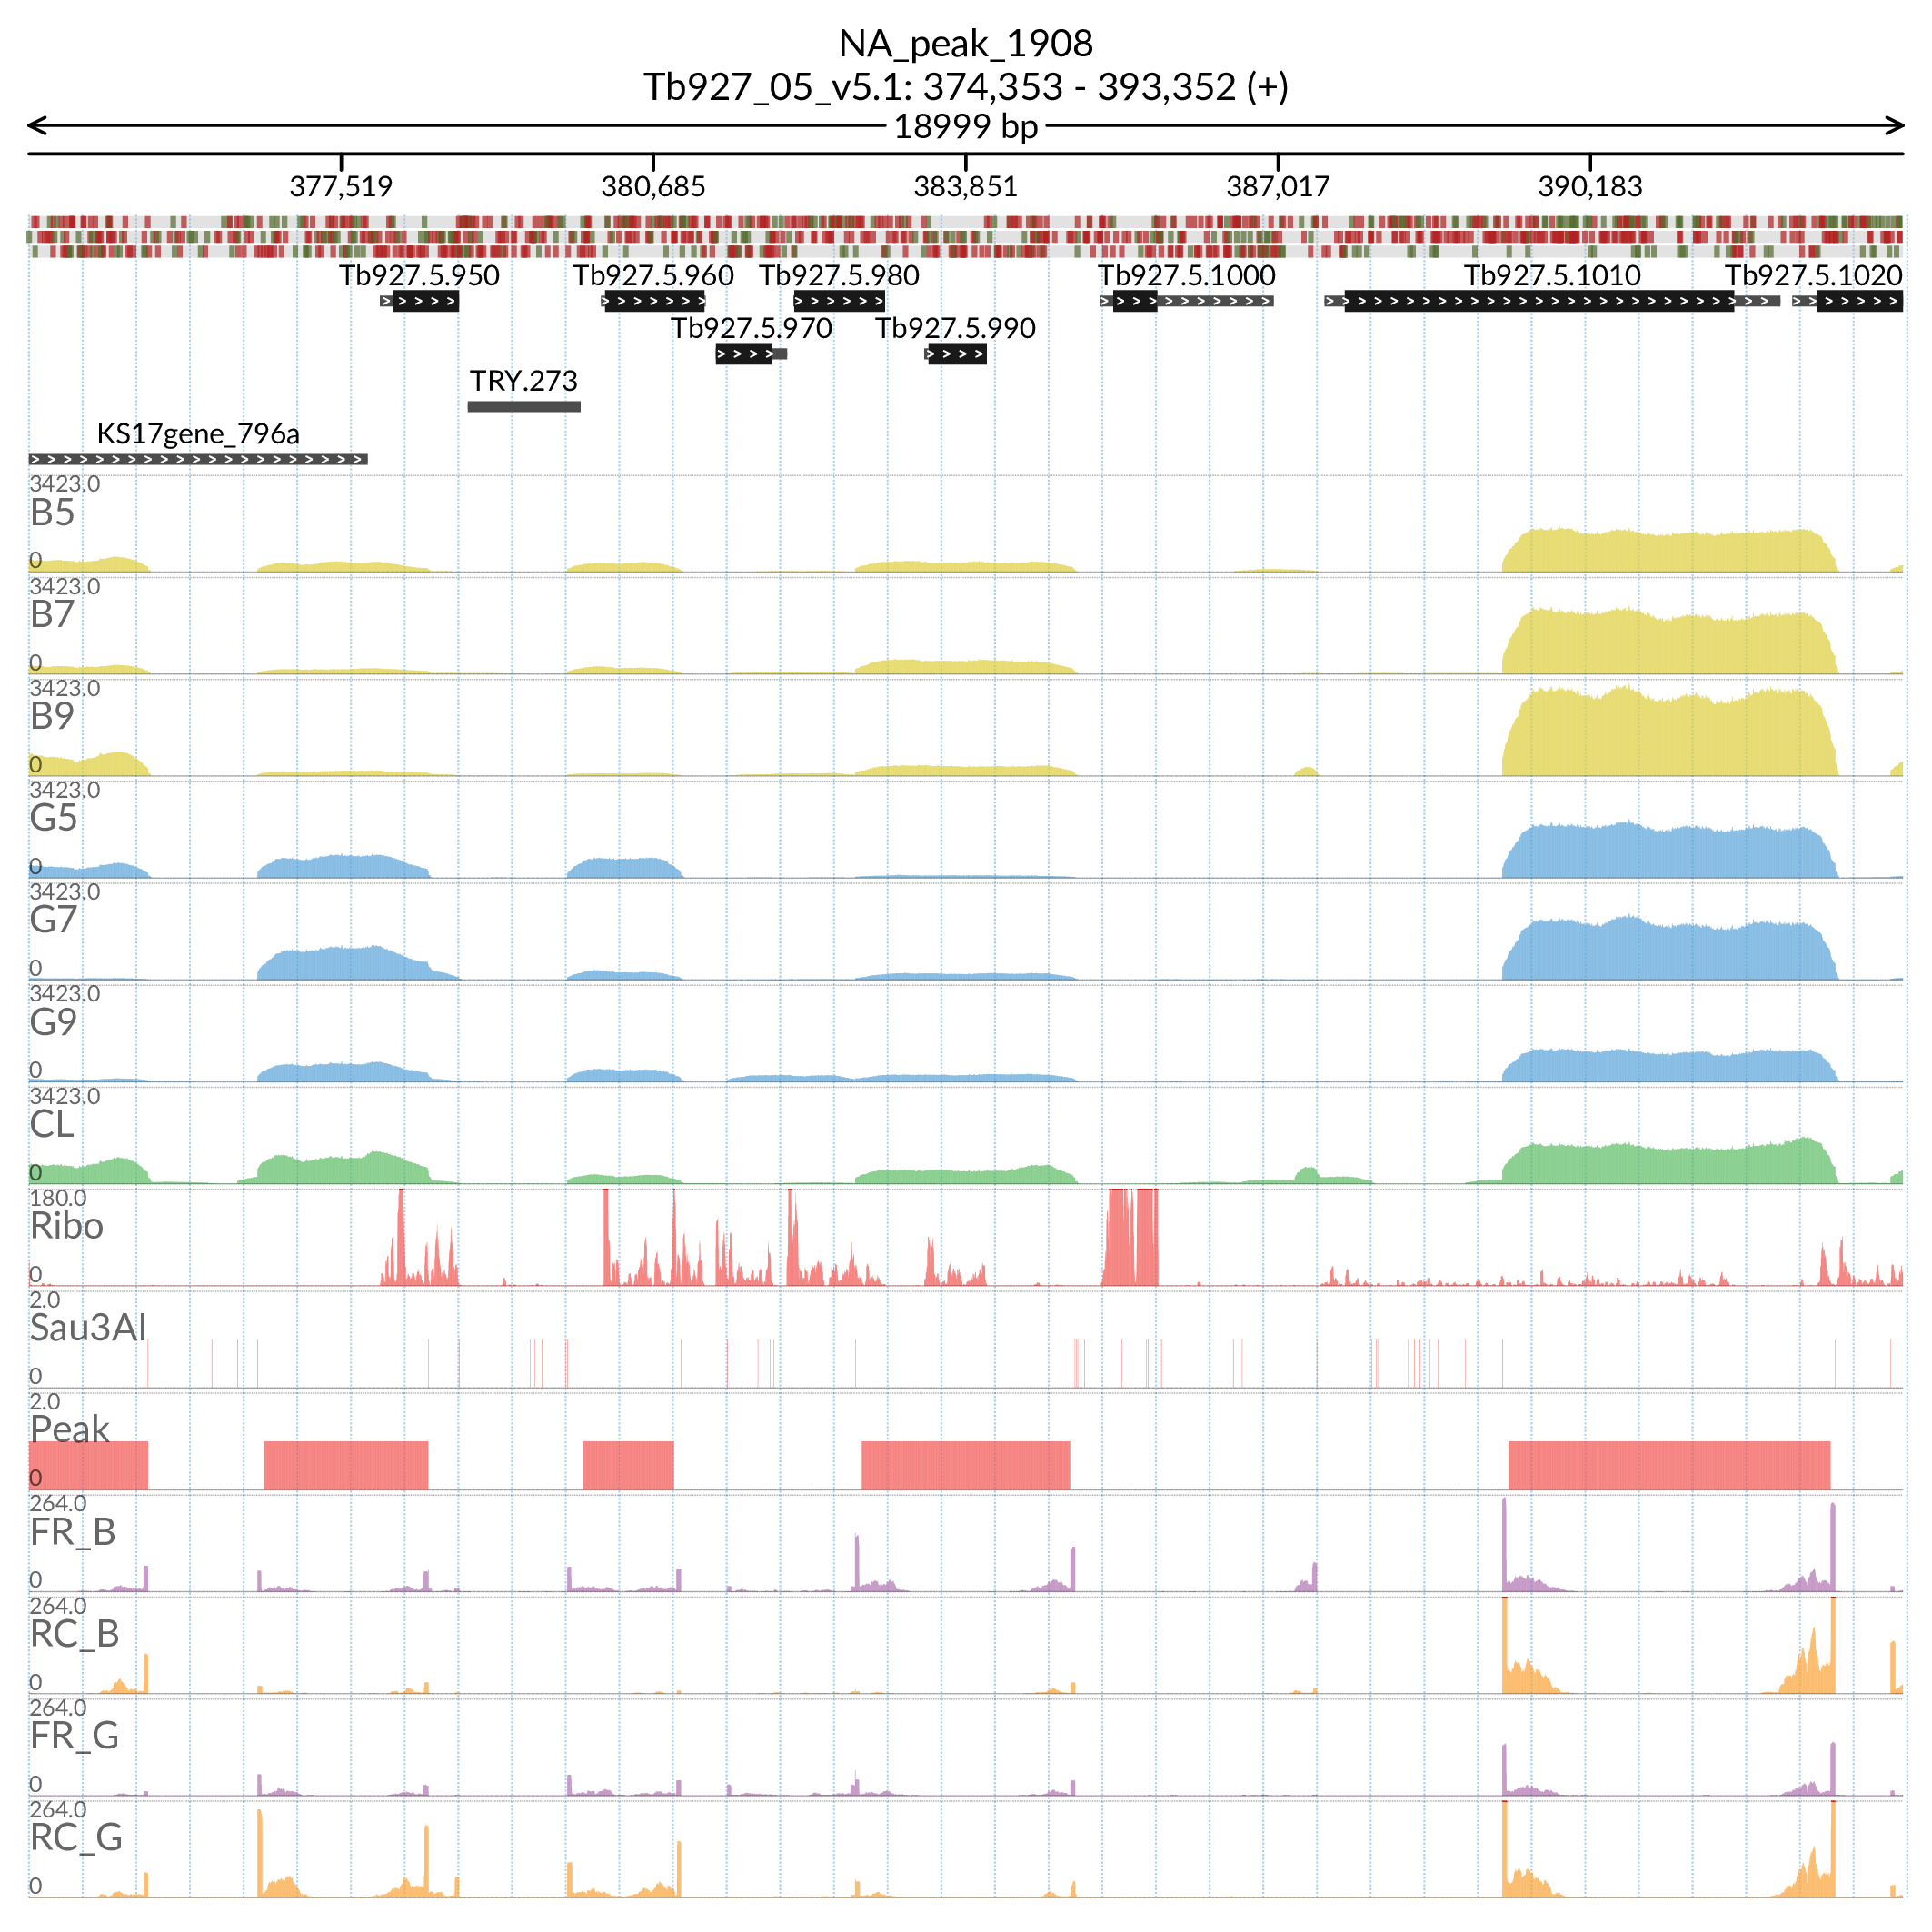 NA_peak_1908
Tb927_05_v5.1: 374,353 - 393,352 (+)
18999 bp
377,519 380,685 383,851 387,017 390,183
Tb927.5.950 Tb927.5.960 Tb927.5.980 Tb927.5.1000 Tb927.5.1010 Tb927.5.1020
Tb927.5.970 Tb927.5.990
TRY.273
KS17gene_796a
3423.0
B5
0
3423.0
B7
0
3423.0
B9
0
3423.0
G5
0
3423.0
G7
0
3423.0
G9
0
3423.0
CL
0
180.0
Ribo
0
2.0
Sau3AI
0
2.0
Peak
0
264.0
FR_B
0
264.0
RC_B
0
264.0
FR_G
0
264.0
RC_G
0